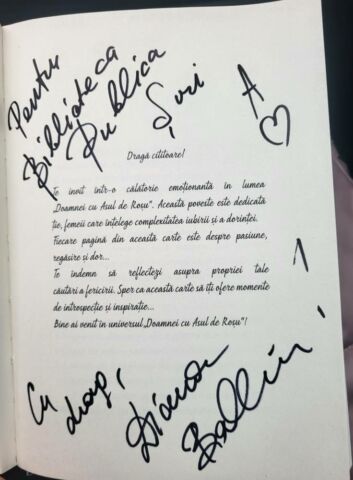 Pentru
Biblioteca
Publica
Șuri
A
♡
Dragă cititoare!
Te invit într-o călătorie emoționantă în lumea
„Doamnei cu Asul de Roșu”. Această poveste este dedicată
ție, femeii care înțelege complexitatea iubirii și a dorinței.
Fiecare pagină din această carte este despre pasiune,
regăsire și dor...
Te îndemn să reflectezi asupra propriei tale
căutări a fericirii. Sper ca această carte să îți ofere momente
de introspecție și inspirație...
Bine ai venit în universul „Doamnei cu Asul de Roșu”!
Cu
drag,
Diana